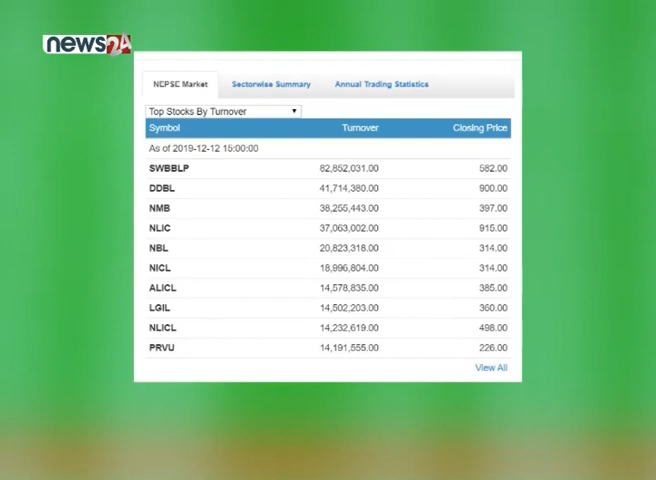 news24
NEPSE Market Sectorwise Summary Annual Trading Statistics
Top Stocks By Turnover
Symbol Turnover Closing Price
As of 2019-12-12 15:00:00
SWBBLP 82,852,031.00 582.00
DDBL 41,714,380.00 900.00
NMB 38,255,443.00 397.00
NLIC 37,063,002.00 915.00
NBL 20,823,318.00 314.00
NICL 18,996,804.00 314.00
ALICL 14,578,835.00 385.00
LGIL 14,502,203.00 360.00
NLICL 14,232,619.00 498.00
PRVU 14,191,555.00 226.00
View All